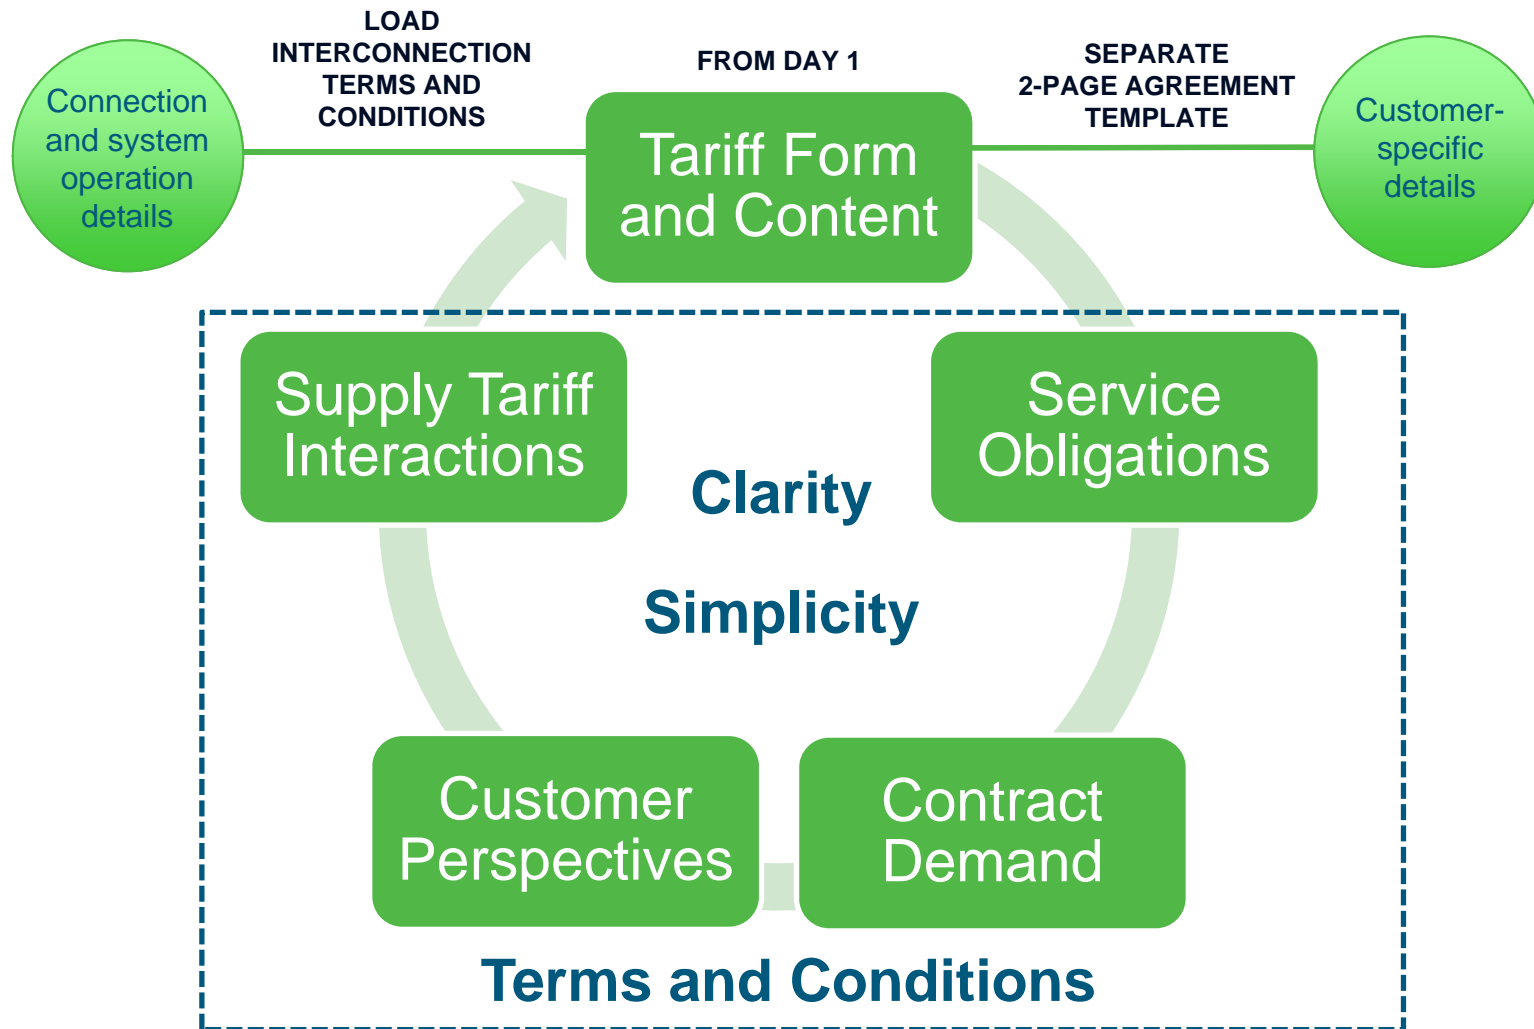 LOAD
INTERCONNECTION
TERMS AND
CONDITIONS
FROM DAY 1
SEPARATE
2-PAGE AGREEMENT
TEMPLATE
Connection
and system
operation
details
Tariff Form
and Content
Customer-
specific
details
Supply Tariff
Interactions
Service
Obligations
Clarity
Simplicity
Customer
Perspectives
Contract
Demand
Terms and Conditions